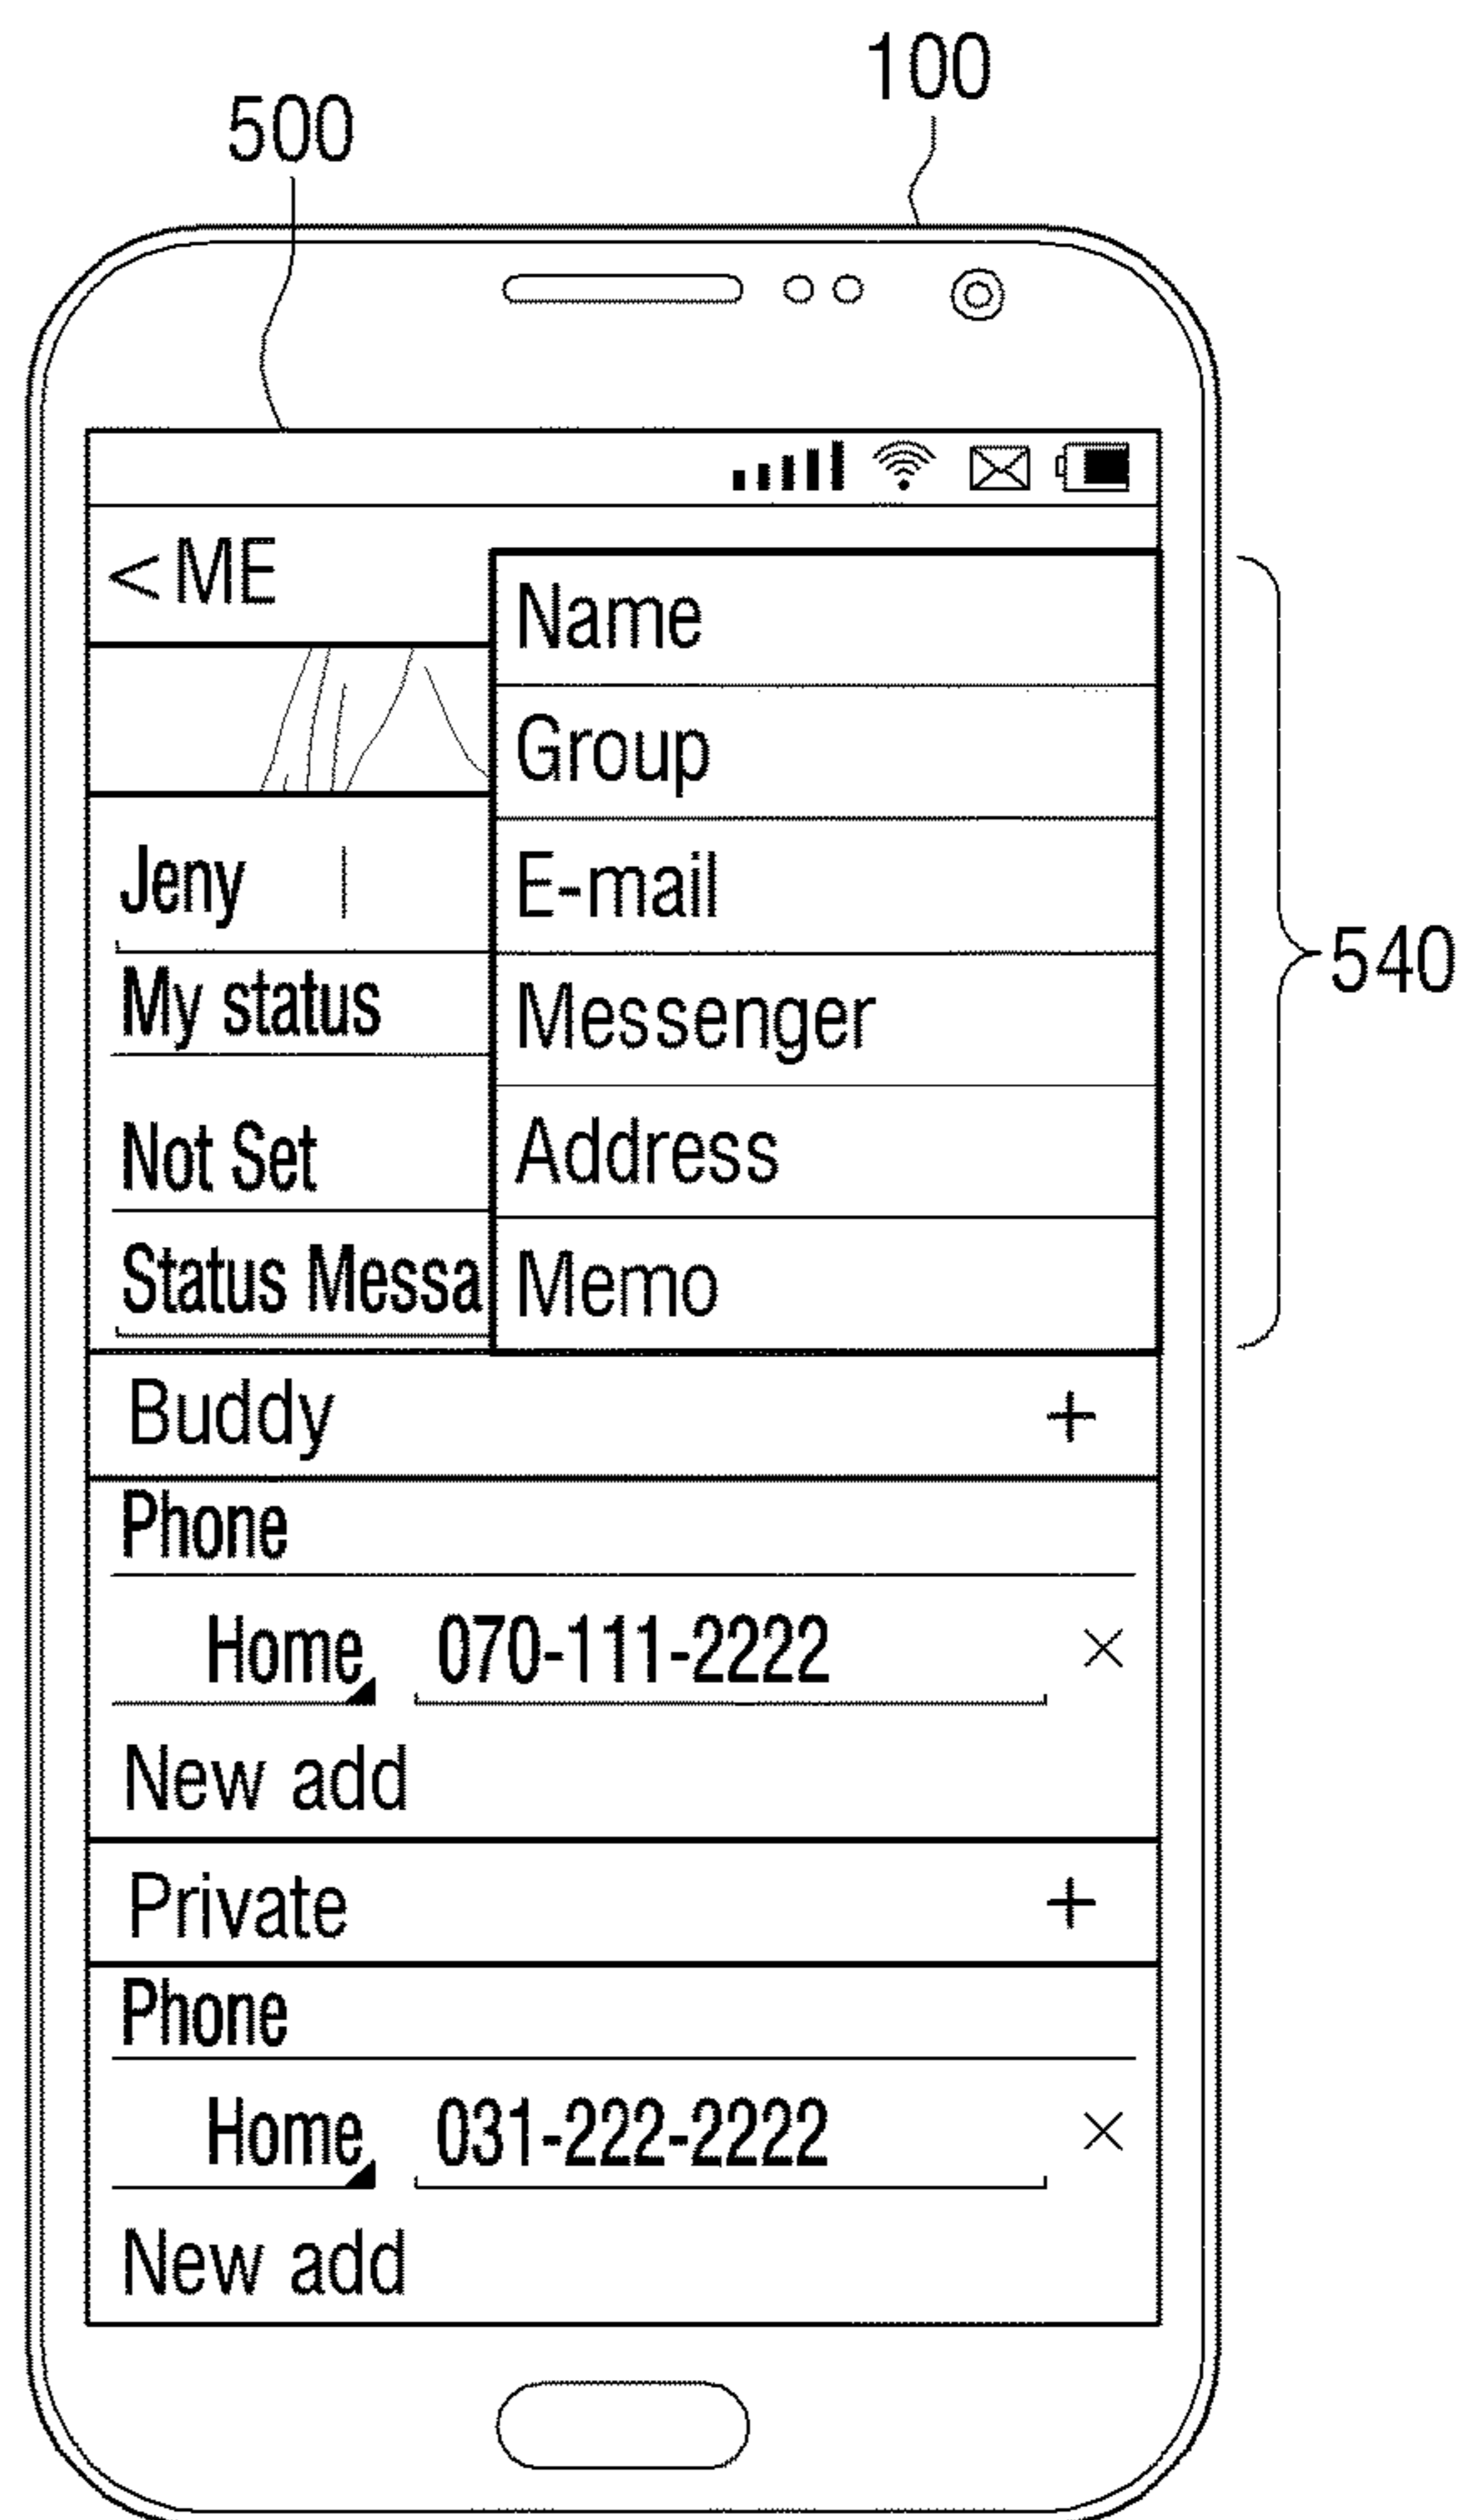 100
500
< ME
Name
Group
Jeny
E-mail
540
My status
Messenger
Not Set
Address
Status Messa
Memo
Buddy +
Phone
Home 070-111-2222 ×
New add
Private +
Phone
Home 031-222-2222 ×
New add